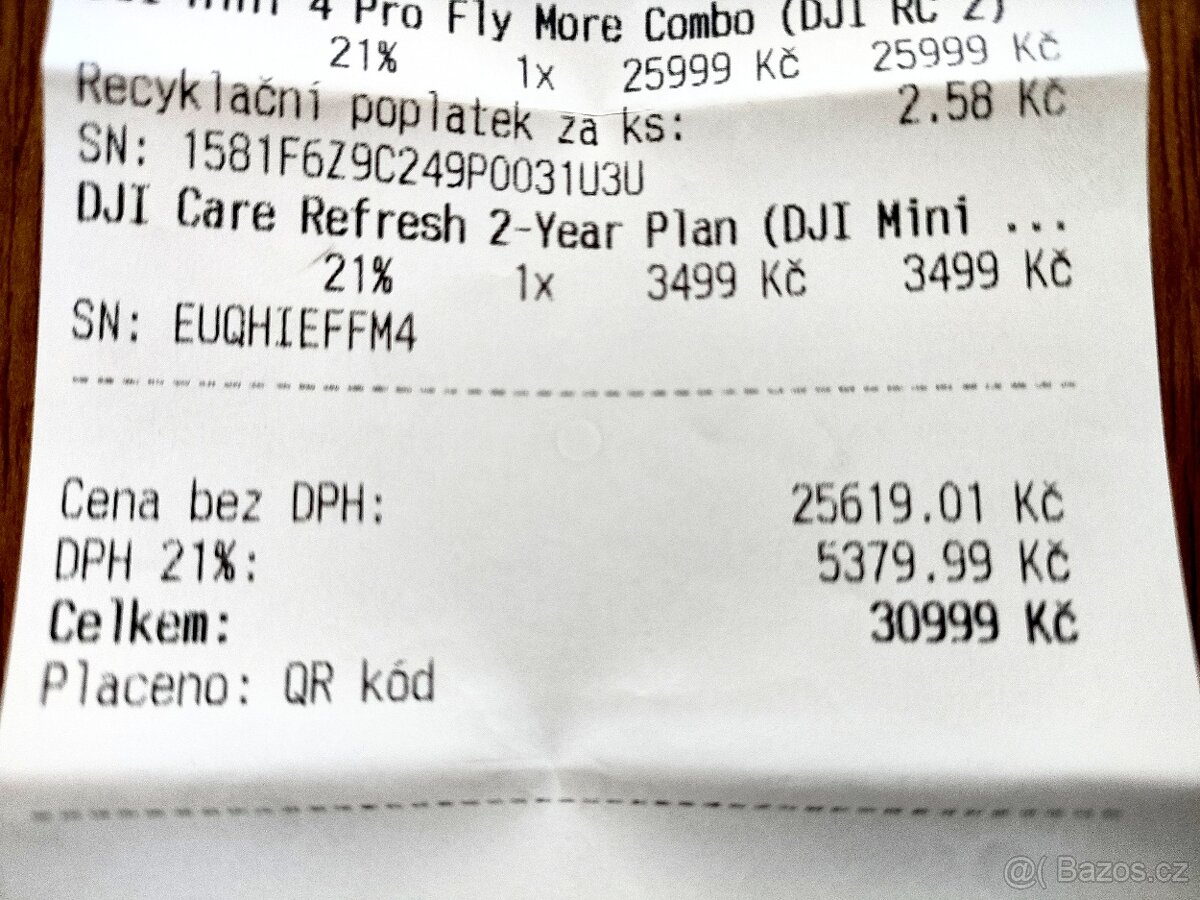 Mini 4 Pro Fly More Combo (DJI RC 2)
21% 1x 25999 Kč 25999 Kč
Recyklační poplatek za ks: 2.58 Kč
SN: 1581F6Z9C249P0031U3U
DJI Care Refresh 2-Year Plan (DJI Mini ...
21% 1x 3499 Kč 3499 Kč
SN: EUQHIEFFM4
Cena bez DPH: 25619.01 Kč
DPH 21%: 5379.99 Kč
Celkem: 30999 Kč
Placeno: QR kód
@( Bazos.cz